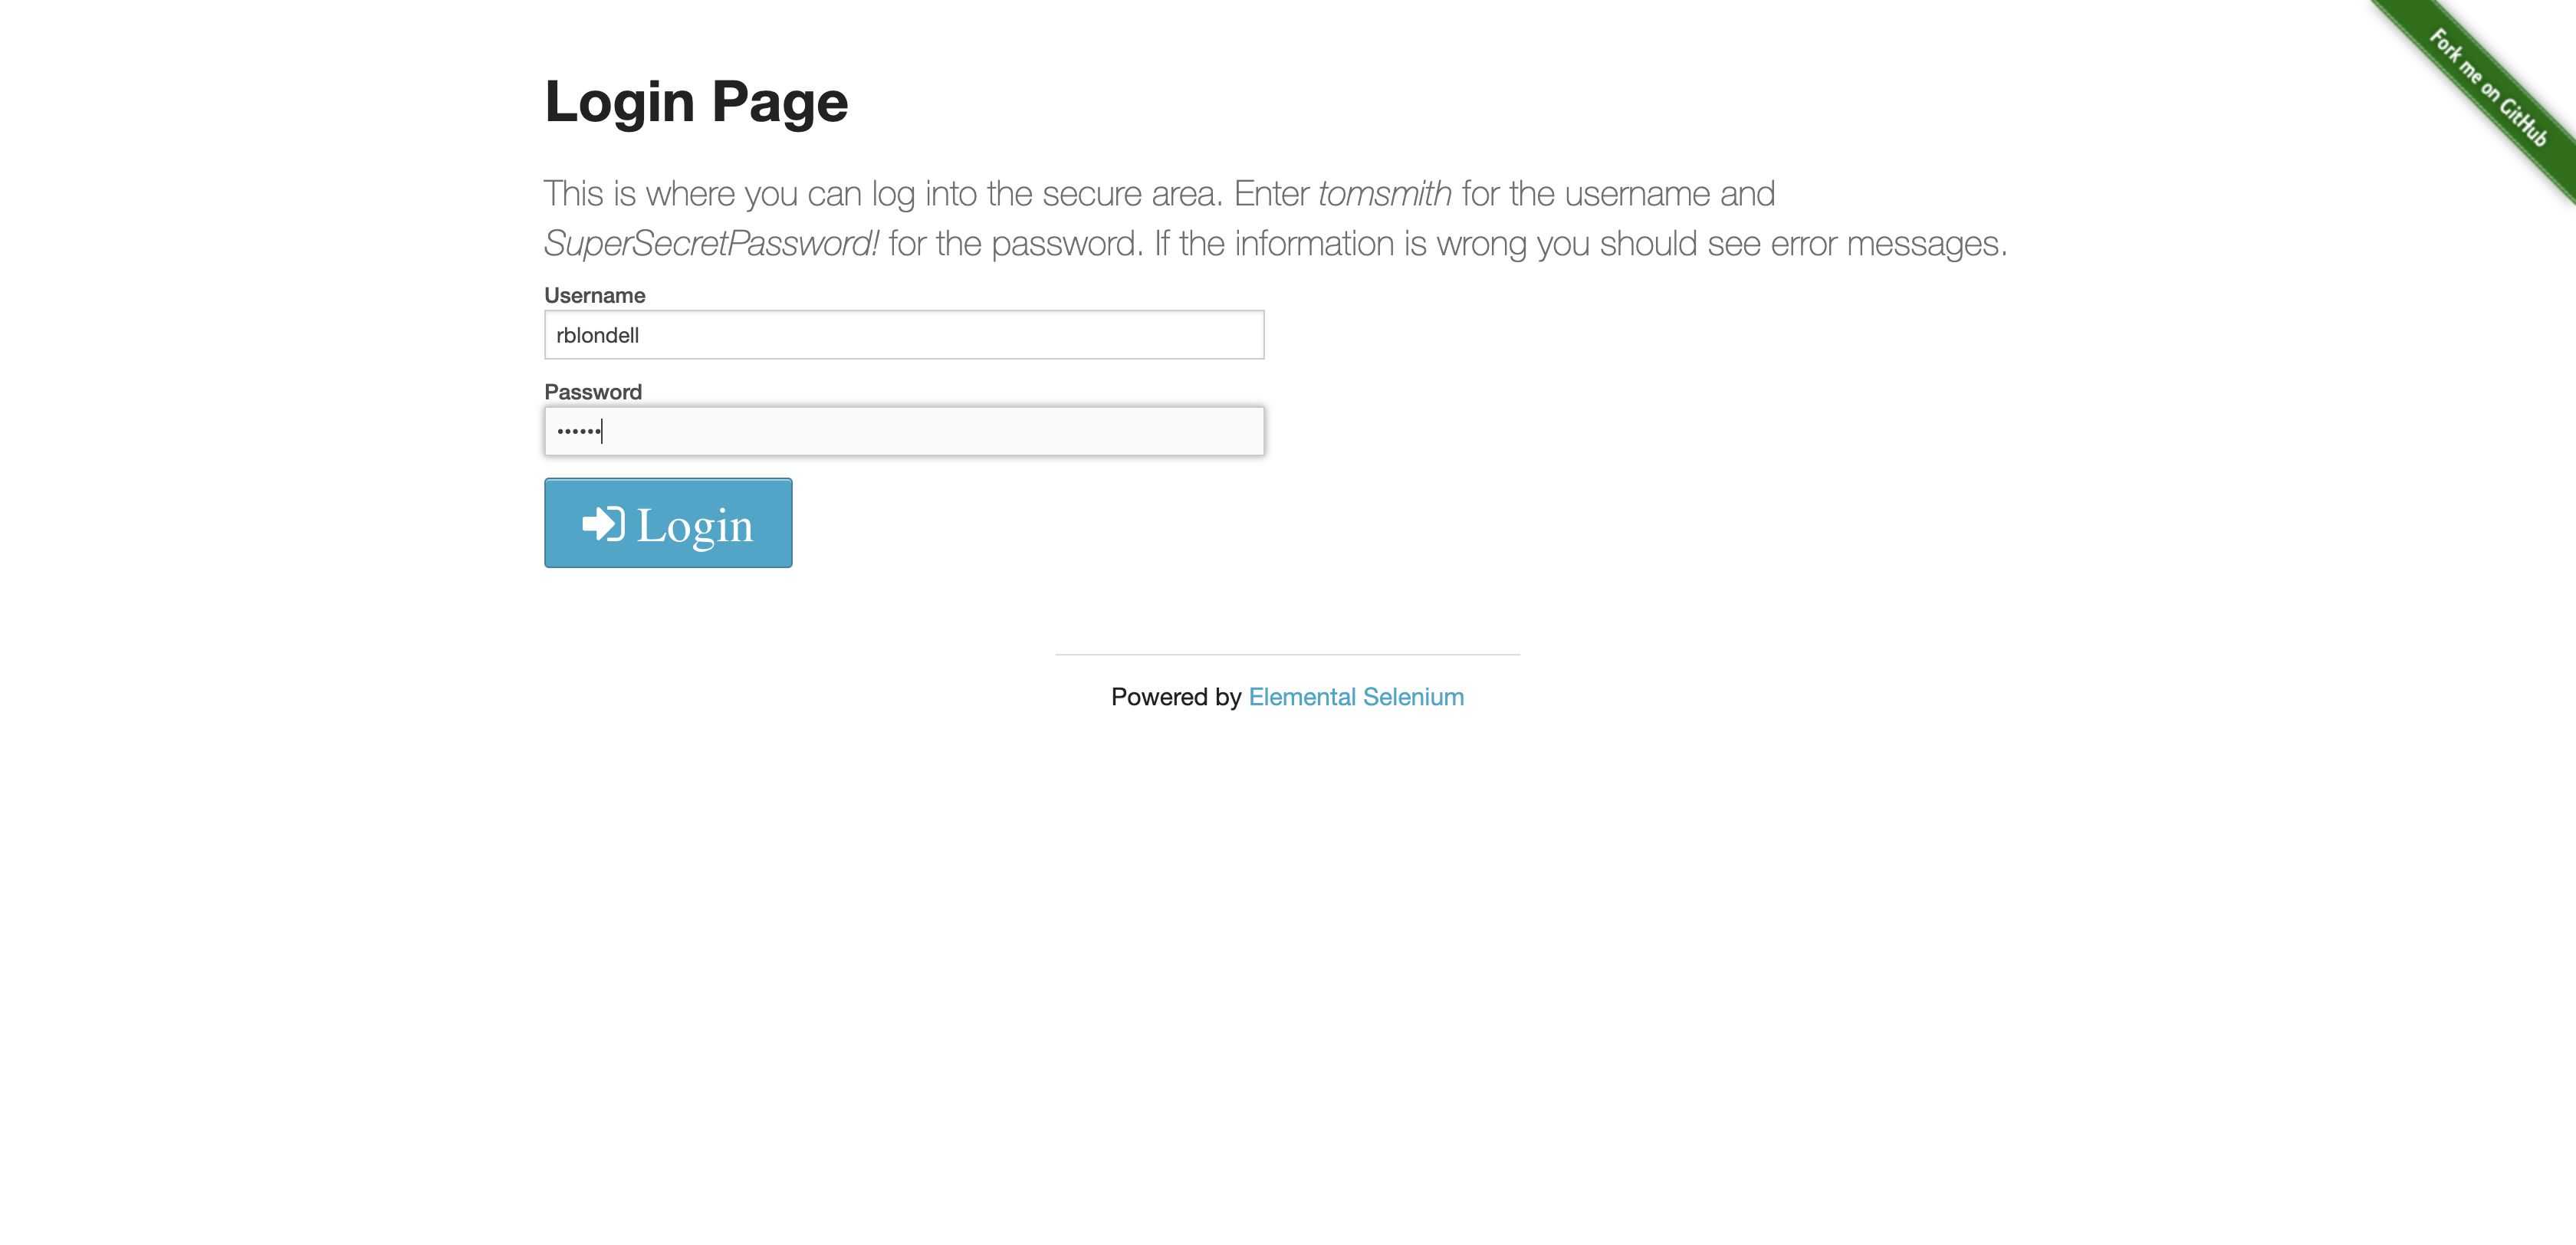 Fork me on GitHub
Login Page
This is where you can log into the secure area. Enter tomsmith for the username and
SuperSecretPassword! for the password. If the information is wrong you should see error messages.
Username
rblondell
Password
••••••
Login
Powered by Elemental Selenium